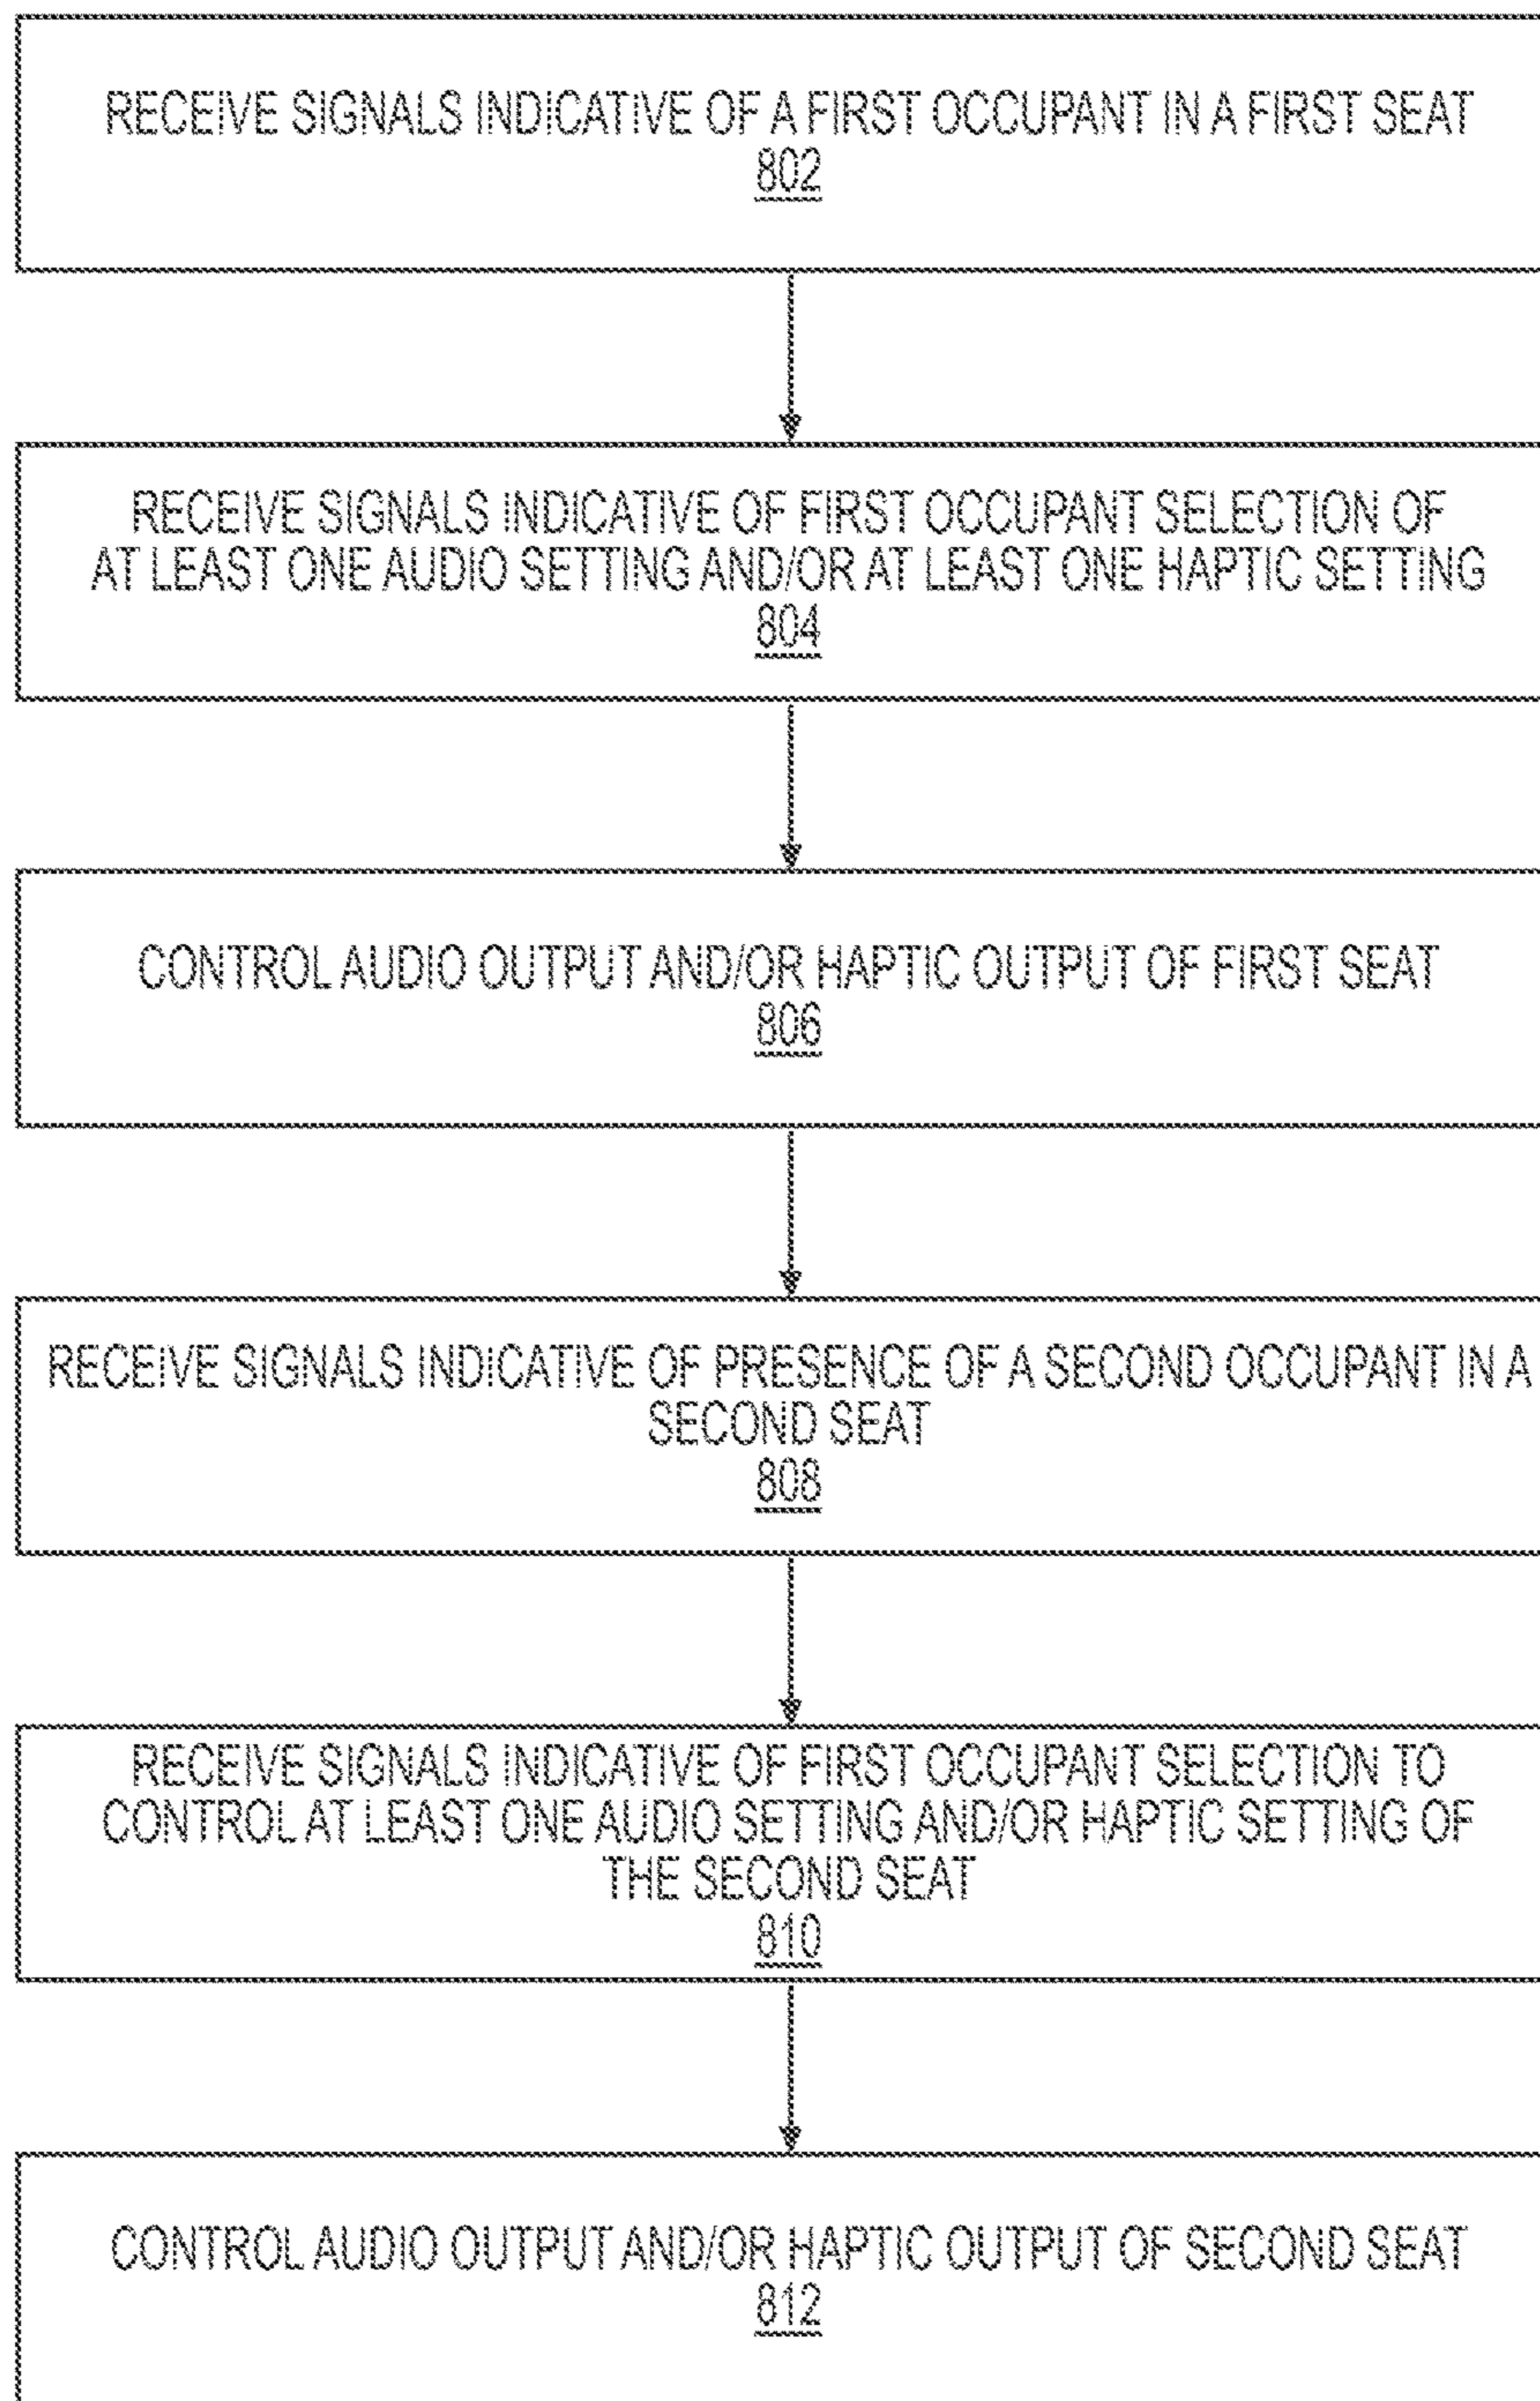 RECEIVE SIGNALS INDICATIVE OF A FIRST OCCUPANT IN A FIRST SEAT
802
RECEIVE SIGNALS INDICATIVE OF FIRST OCCUPANT SELECTION OF
AT LEAST ONE AUDIO SETTING AND/OR AT LEAST ONE HAPTIC SETTING
804
CONTROL AUDIO OUTPUT AND/OR HAPTIC OUTPUT OF FIRST SEAT
806
RECEIVE SIGNALS INDICATIVE OF PRESENCE OF A SECOND OCCUPANT IN A
SECOND SEAT
808
RECEIVE SIGNALS INDICATIVE OF FIRST OCCUPANT SELECTION TO
CONTROL AT LEAST ONE AUDIO SETTING AND/OR HAPTIC SETTING OF
THE SECOND SEAT
810
CONTROL AUDIO OUTPUT AND/OR HAPTIC OUTPUT OF SECOND SEAT
812